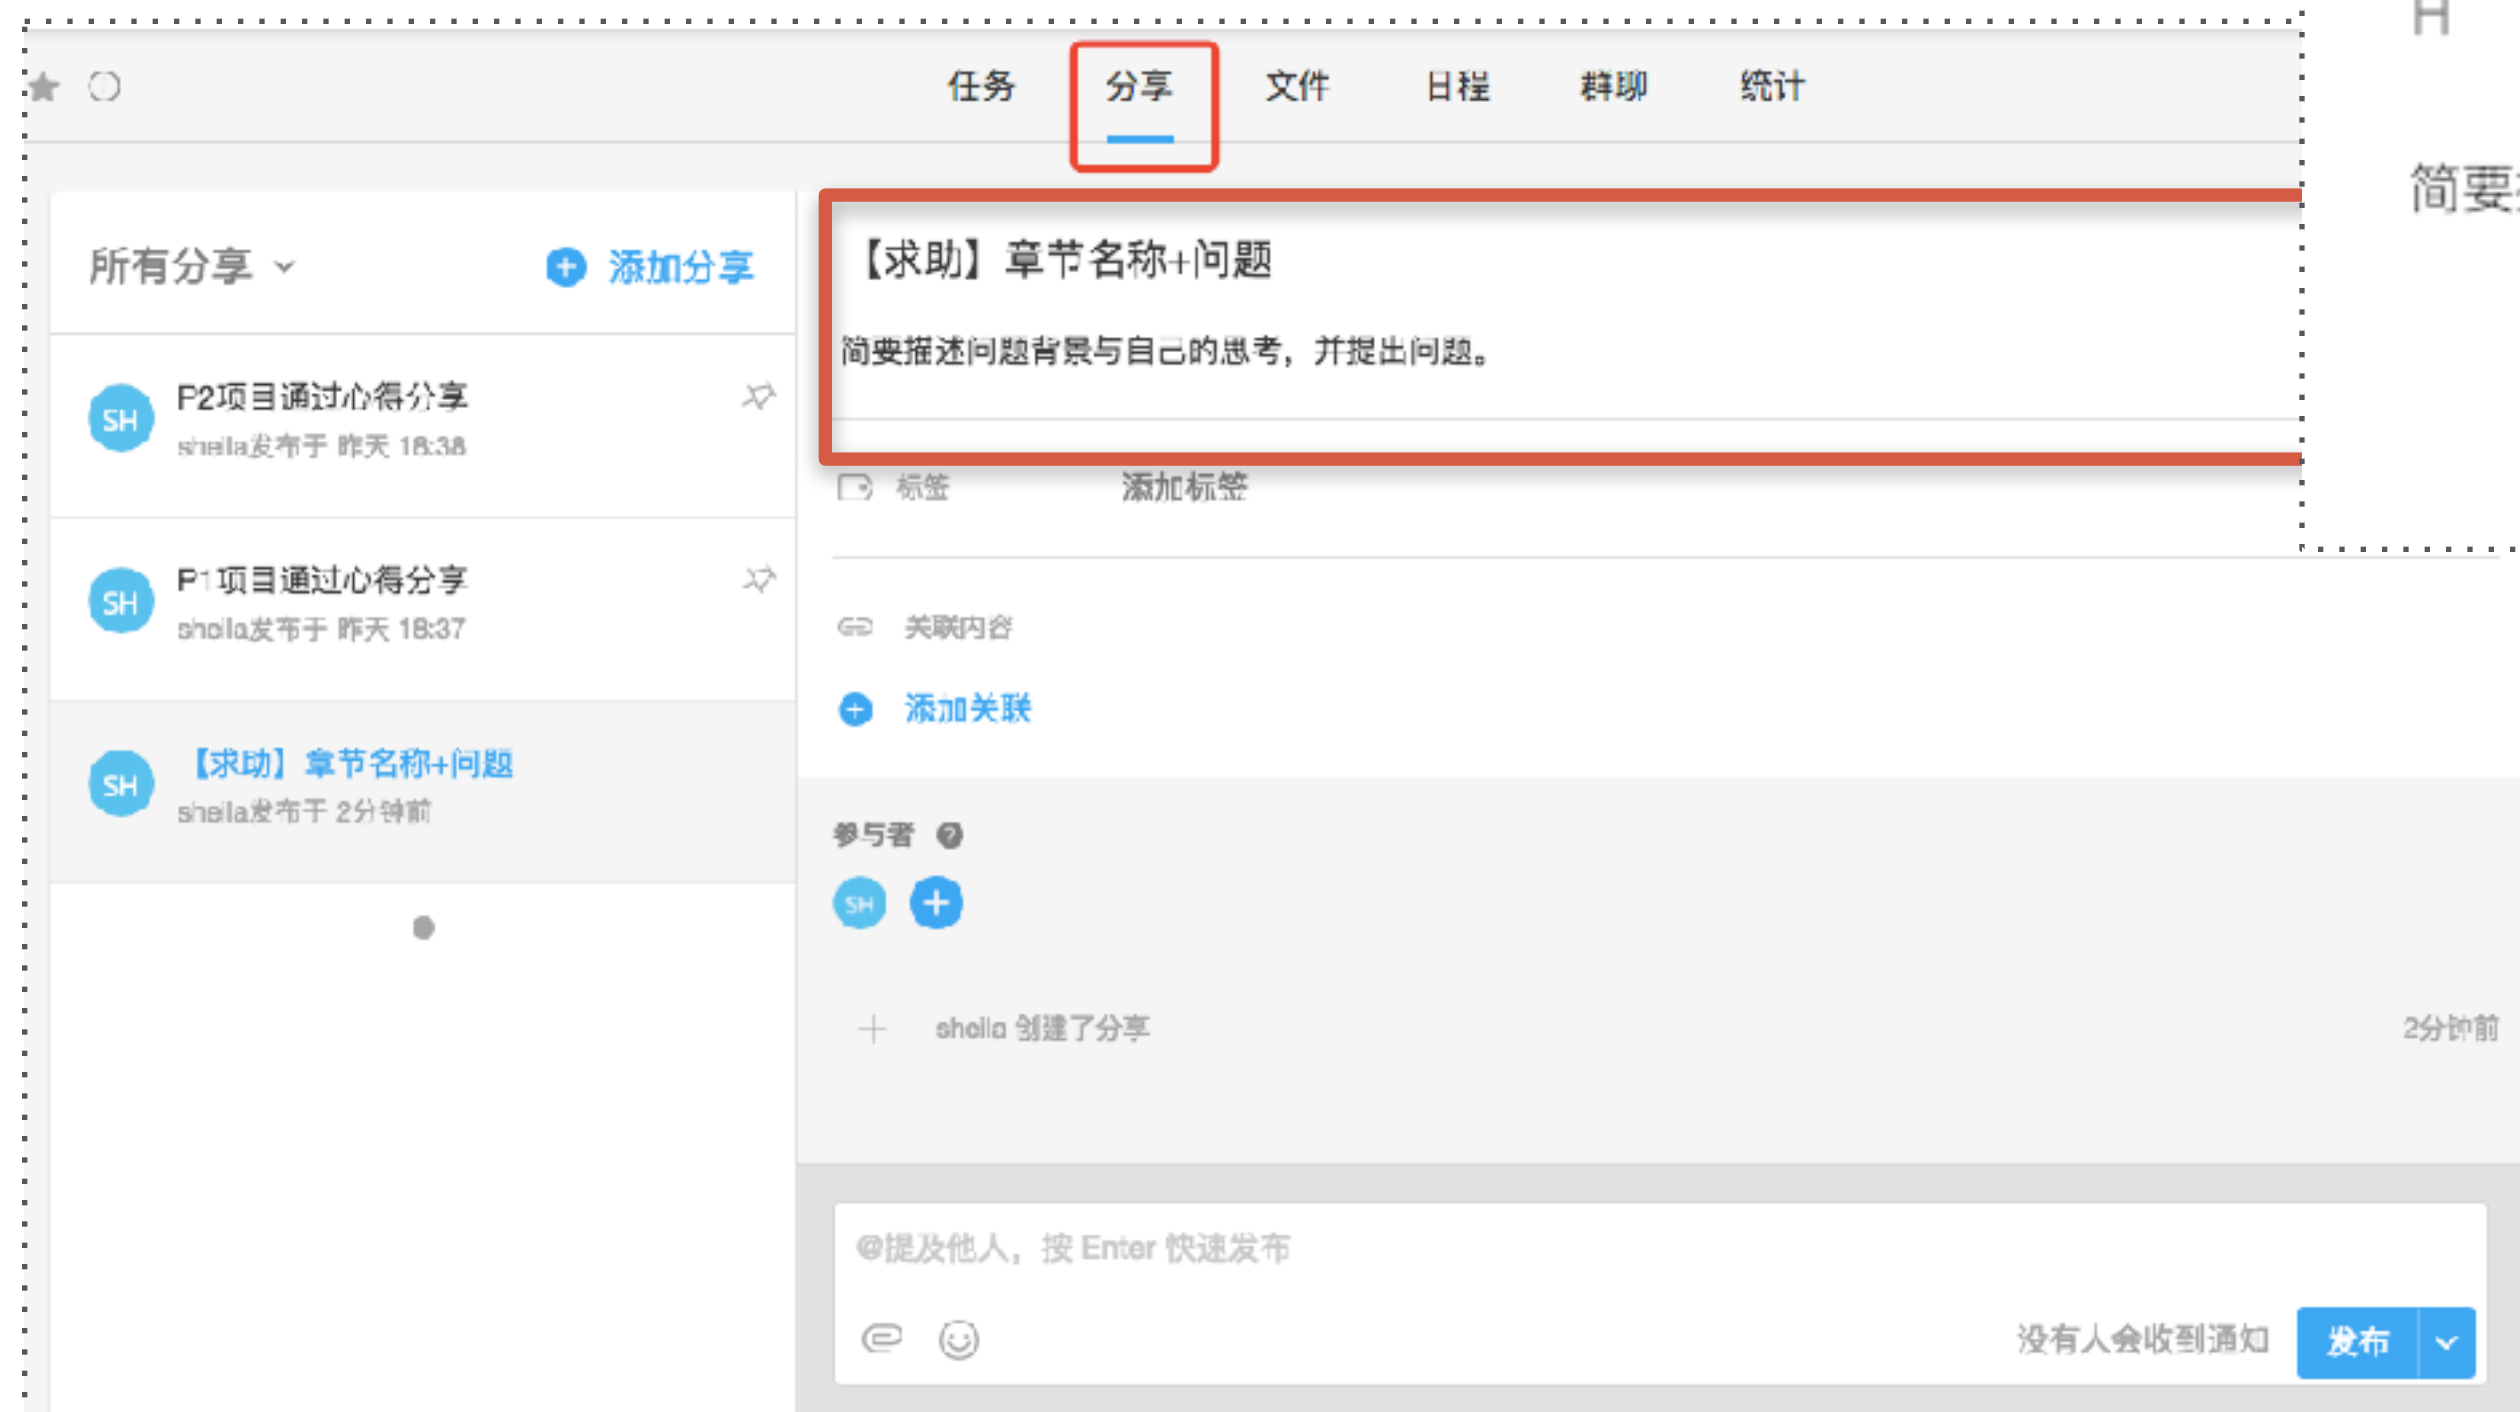 H
任务 分享 文件 日程 群聊 统计
简要
所有分享 添加分享
【求助】章节名称+问题
简要描述问题背景与自己的思考，并提出问题。
SH P2项目通过心得分享
sheila发布于 昨天 18:38
标签 添加标签
SH P1项目通过心得分享
sheila发布于 昨天 18:37
关联内容
添加关联
SH 【求助】章节名称+问题
sheila发布于 2分钟前
参与者
SH
sheila 创建了分享 2分钟前
@提及他人，按 Enter 快速发布
没有人会收到通知 发布